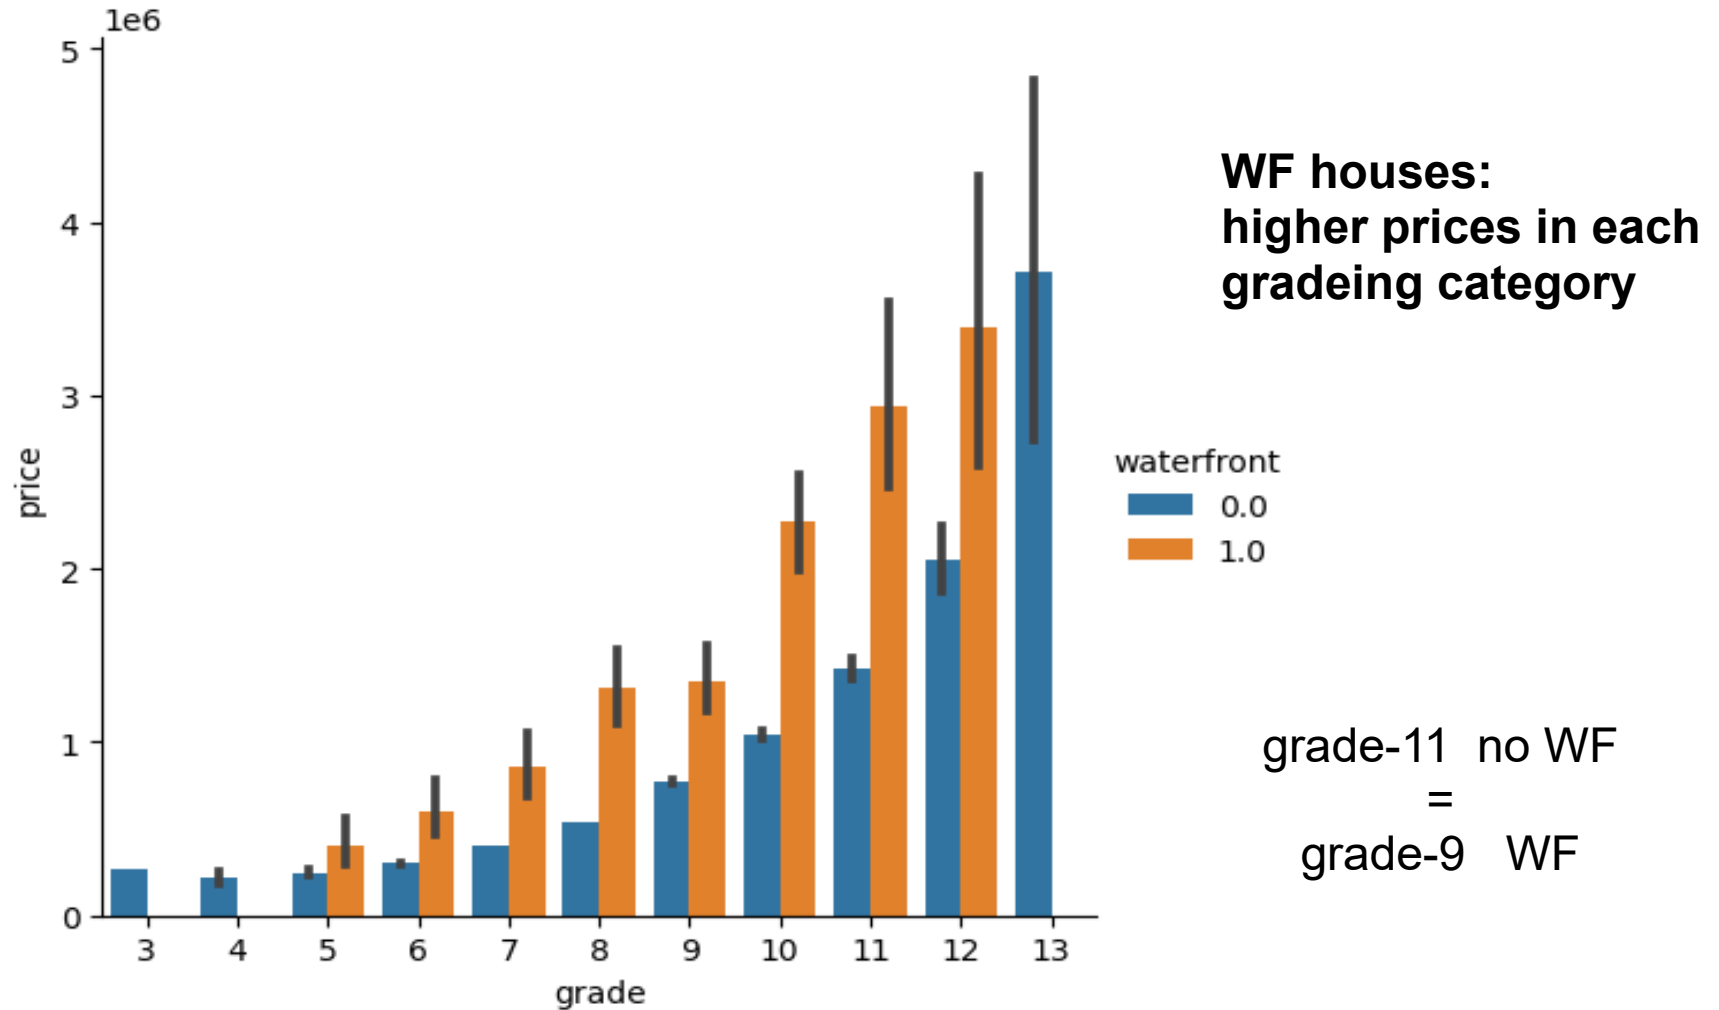 1e6
5
4
3
2
1
0
price
3 4 5 6 7 8 9 10 11 12 13
grade
WF houses:
higher prices in each
gradeing category
waterfront
0.0
1.0
grade-11 no WF
=
grade-9 WF